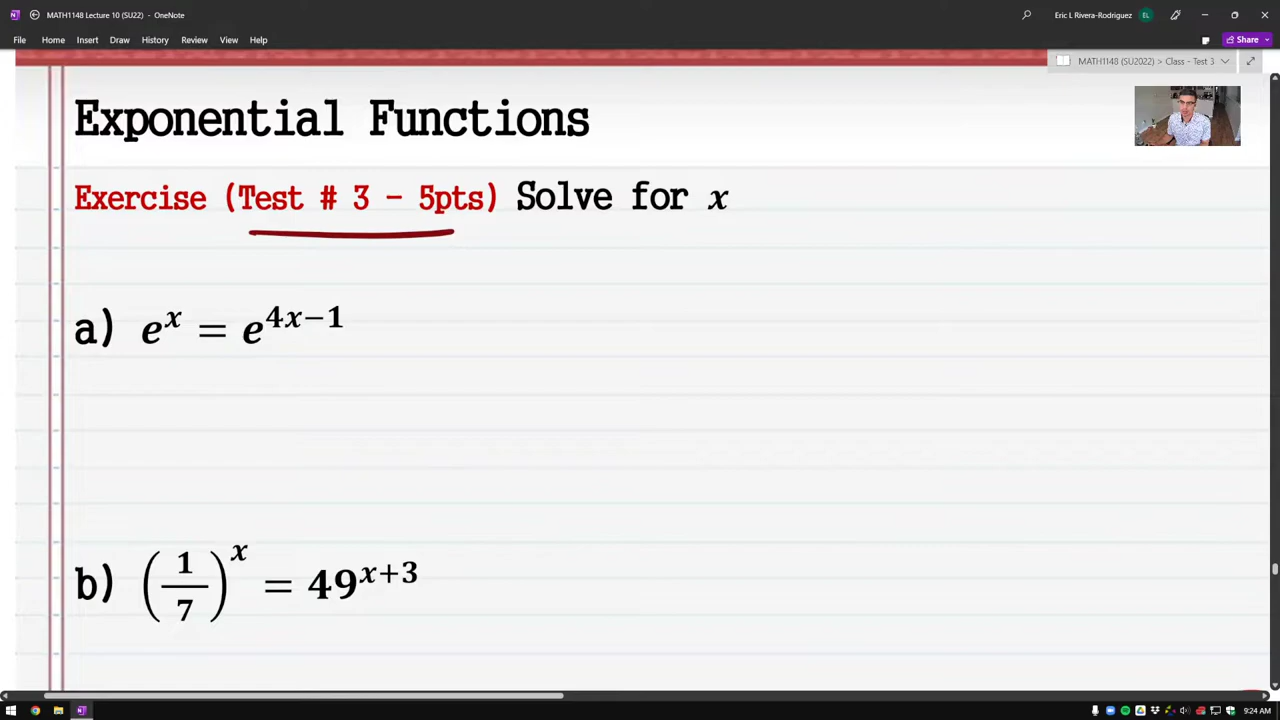 MATH1148 Lecture 10 (SU22) - OneNote
Eric L Rivera-Rodriguez EL
File Home Insert Draw History Review View Help
Share
MATH1148 (SU2022) > Class - Test 3
Exponential Functions
Exercise (Test # 3 - 5pts) Solve for x
a) e^x = e^{4x−1}
b) (1/7)^x = 49^{x+3}
9:24 AM